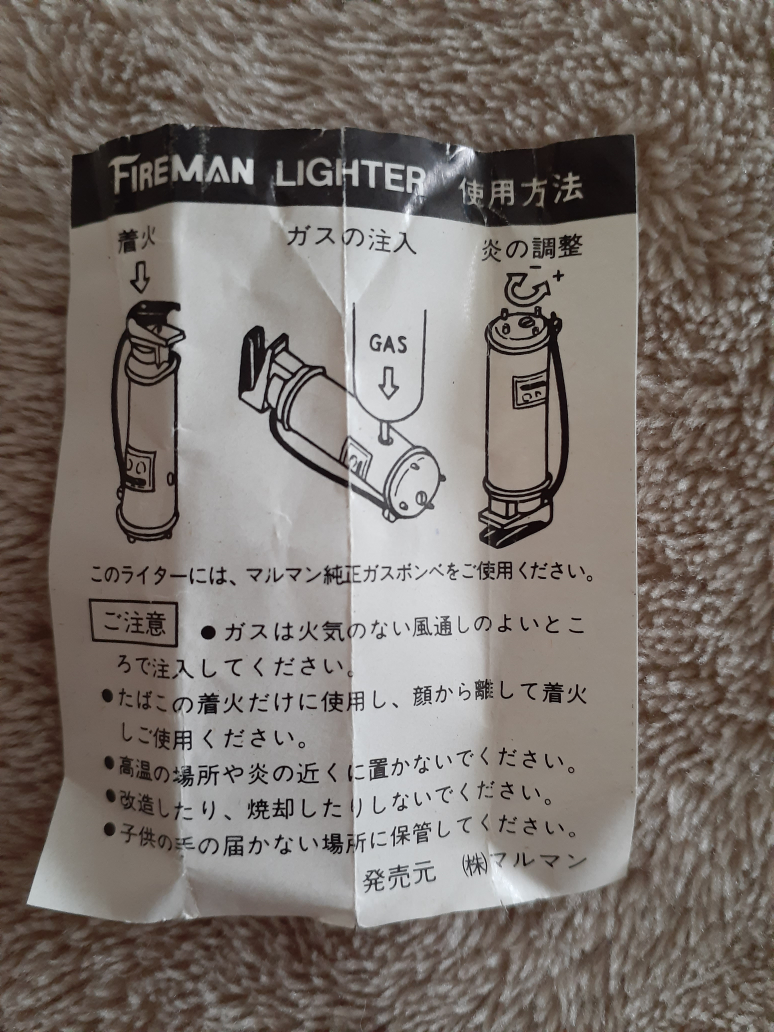 FIREMAN LIGHTER 使用方法
着火 ガスの注入 炎の調整
- +
GAS
このライターには、マルマン純正ガスボンベをご使用ください。
ご注意 ●ガスは火気のない風通しのよいとこ
ろで注入してください。
●たばこの着火だけに使用し、顔から離して着火
しご使用ください。
●高温の場所や炎の近くに置かないでください。
●改造したり、焼却したりしないでください。
●子供の手の届かない場所に保管してください。
発売元 ㈱マルマン